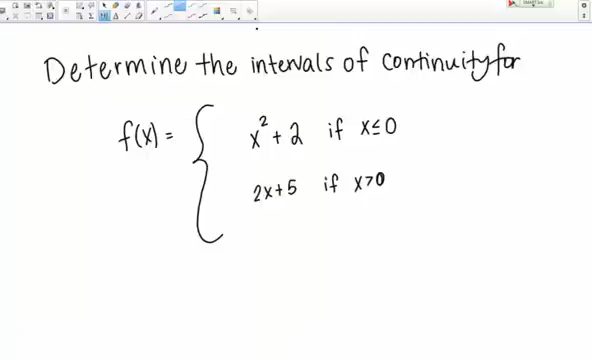 Determine the intervals of continuity for
f(x) = { x² + 2 if x ≤ 0
2x + 5 if x > 0